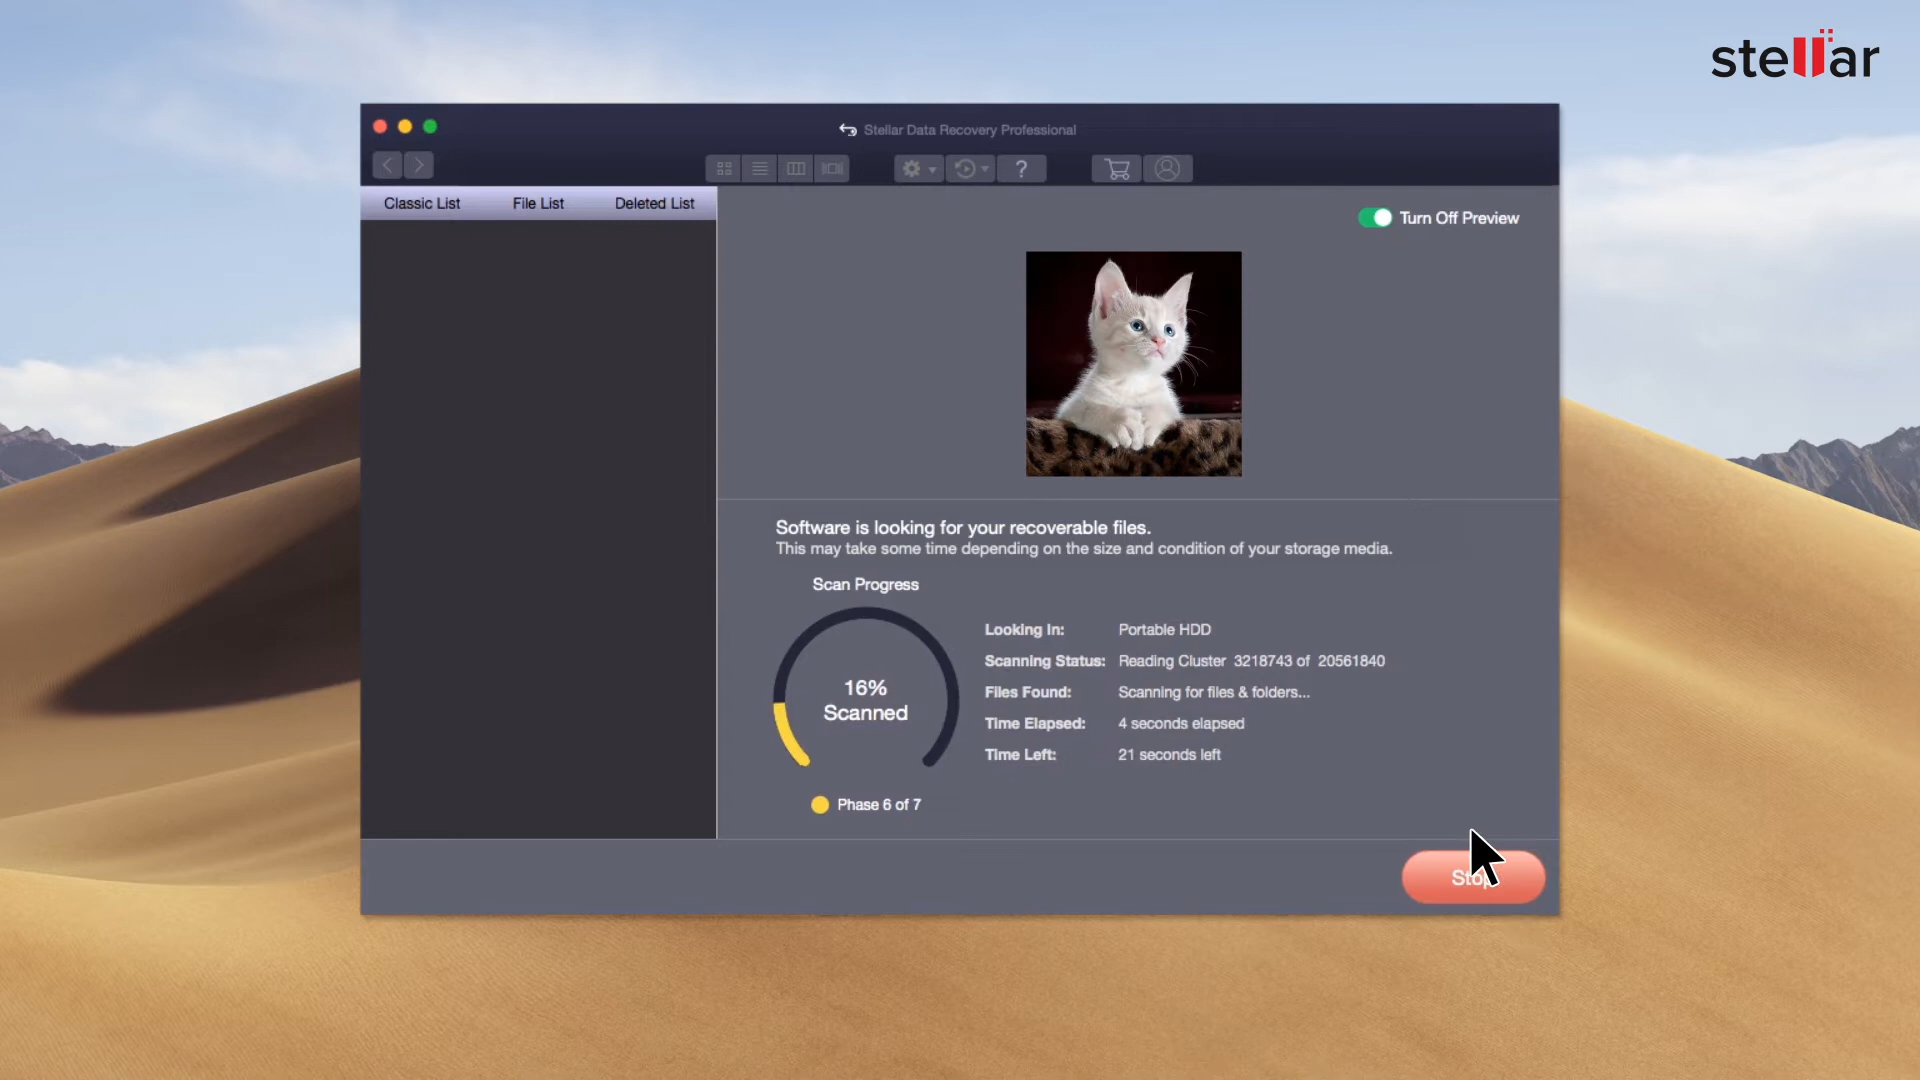 stellar
Stellar Data Recovery Professional
?
Classic List File List Deleted List
Turn Off Preview
Software is looking for your recoverable files.
This may take some time depending on the size and condition of your storage media.
Scan Progress
16%
Scanned
Looking In: Portable HDD
Scanning Status: Reading Cluster 3218743 of 20561840
Files Found: Scanning for files & folders...
Time Elapsed: 4 seconds elapsed
Time Left: 21 seconds left
Phase 6 of 7
Stop